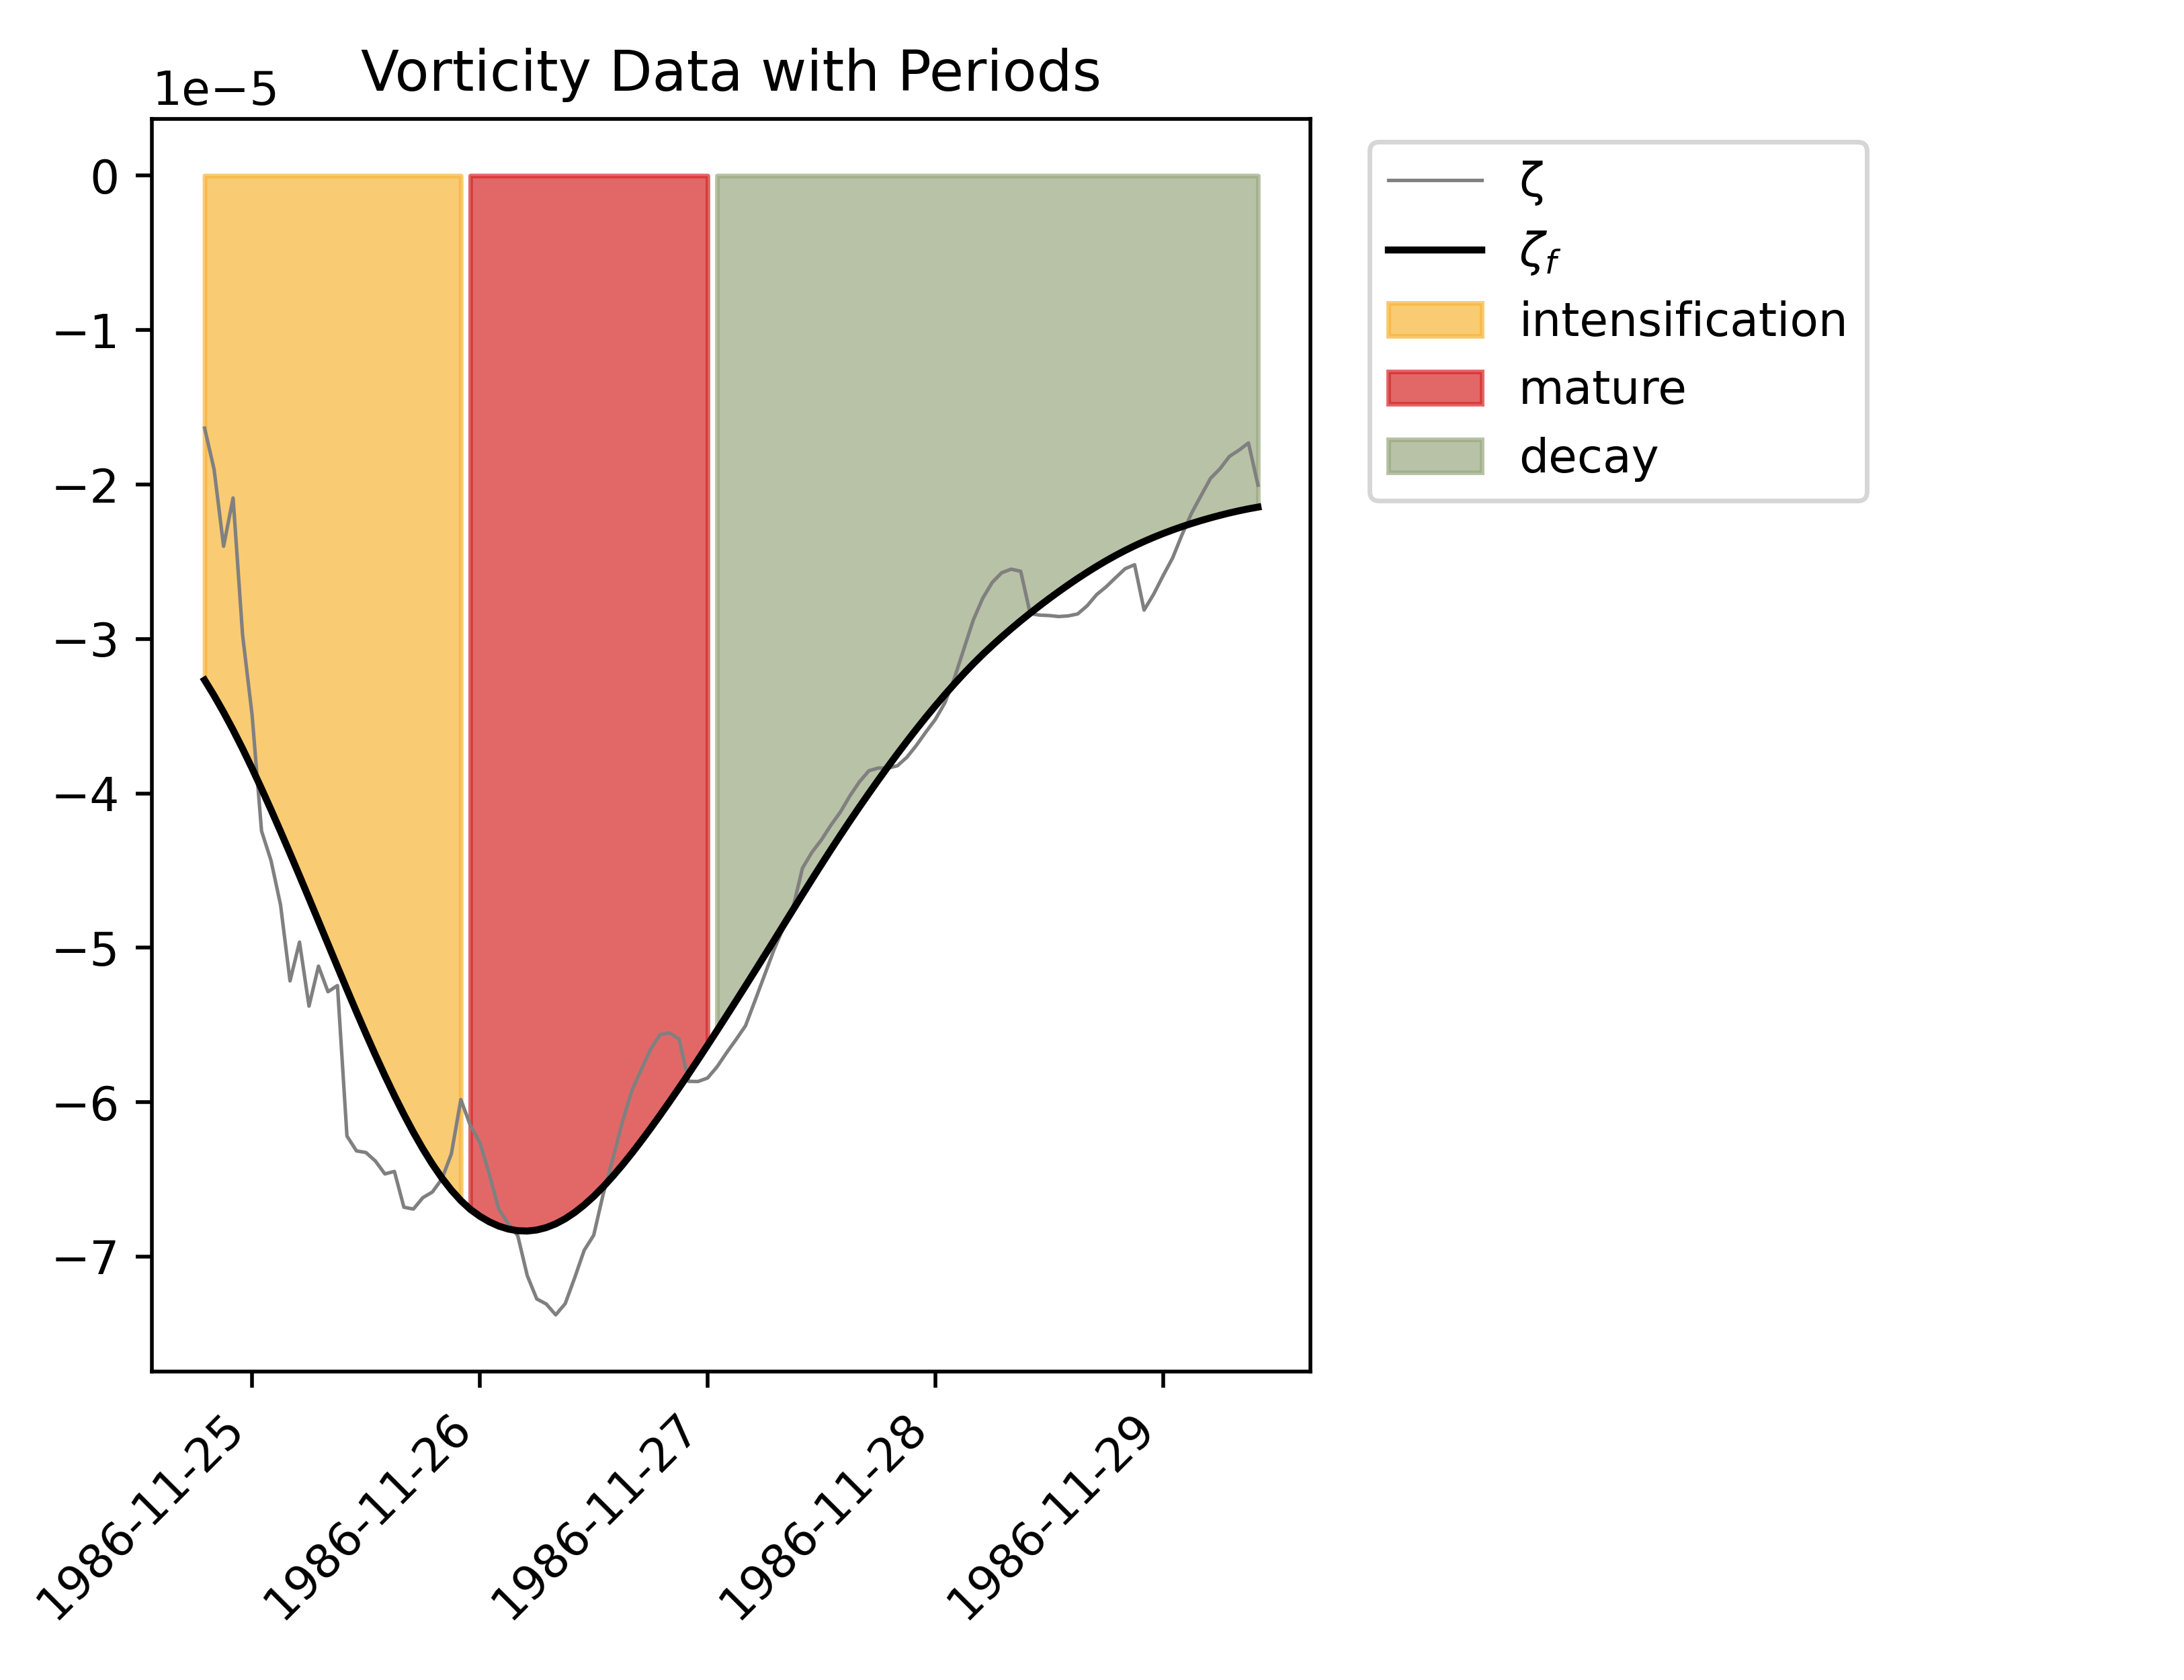 Vorticity Data with Periods
1e−5
0
−1
−2
−3
−4
−5
−6
−7
1986-11-25
1986-11-26
1986-11-27
1986-11-28
1986-11-29
ζ
ζf
intensification
mature
decay